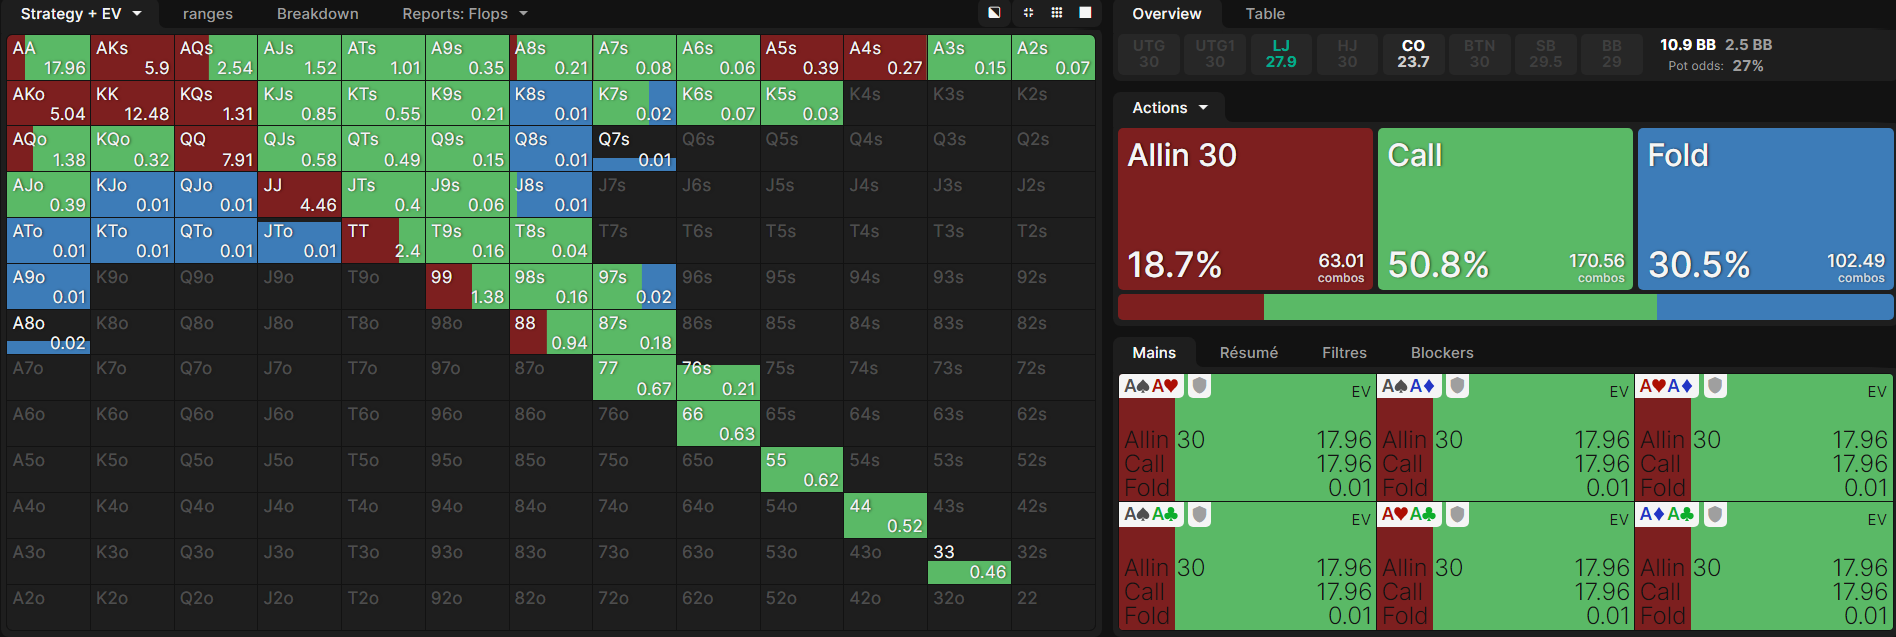 Strategy + EV ranges Breakdown Reports: Flops
AA 17.96 AKs 5.9 AQs 2.54 AJs 1.52 ATs 1.01 A9s 0.35 A8s 0.21 A7s 0.08 A6s 0.06 A5s 0.39 A4s 0.27 A3s 0.15 A2s 0.07
AKo 5.04 KK 12.48 KQs 1.31 KJs 0.85 KTs 0.55 K9s 0.21 K8s 0.01 K7s 0.02 K6s 0.07 K5s 0.03 K4s K3s K2s
AQo 1.38 KQo 0.32 QQ 7.91 QJs 0.58 QTs 0.49 Q9s 0.15 Q8s 0.01 Q7s 0.01 Q6s Q5s Q4s Q3s Q2s
AJo 0.39 KJo 0.01 QJo 0.01 JJ 4.46 JTs 0.4 J9s 0.06 J8s 0.01 J7s J6s J5s J4s J3s J2s
ATo 0.01 KTo 0.01 QTo 0.01 JTo 0.01 TT 2.4 T9s 0.16 T8s 0.04 T7s T6s T5s T4s T3s T2s
A9o 0.01 K9o Q9o J9o T9o 99 1.38 98s 0.16 97s 0.02 96s 95s 94s 93s 92s
A8o 0.02 K8o Q8o J8o T8o 98o 88 0.94 87s 0.18 86s 85s 84s 83s 82s
A7o K7o Q7o J7o T7o 97o 87o 77 0.67 76s 0.21 75s 74s 73s 72s
A6o K6o Q6o J6o T6o 96o 86o 76o 66 0.63 65s 64s 63s 62s
A5o K5o Q5o J5o T5o 95o 85o 75o 65o 55 0.62 54s 53s 52s
A4o K4o Q4o J4o T4o 94o 84o 74o 64o 54o 44 0.52 43s 42s
A3o K3o Q3o J3o T3o 93o 83o 73o 63o 53o 43o 33 0.46 32s
A2o K2o Q2o J2o T2o 92o 82o 72o 62o 52o 42o 32o 22
Overview Table
UTG UTG1 LJ HJ CO BTN SB BB 10.9 BB 2.5 BB
30 30 27.9 30 23.7 30 29.5 29 Pot odds: 27%
Actions
Allin 30 Call Fold
18.7% 63.01 combos 50.8% 170.56 combos 30.5% 102.49 combos
Mains Résumé Filtres Blockers
A♠A♥ EV A♠A♦ EV A♥A♦ EV
Allin 30 17.96 Allin 30 17.96 Allin 30 17.96
Call 17.96 Call 17.96 Call 17.96
Fold 0.01 Fold 0.01 Fold 0.01
A♠A♣ EV A♥A♣ EV A♦A♣ EV
Allin 30 17.96 Allin 30 17.96 Allin 30 17.96
Call 17.96 Call 17.96 Call 17.96
Fold 0.01 Fold 0.01 Fold 0.01